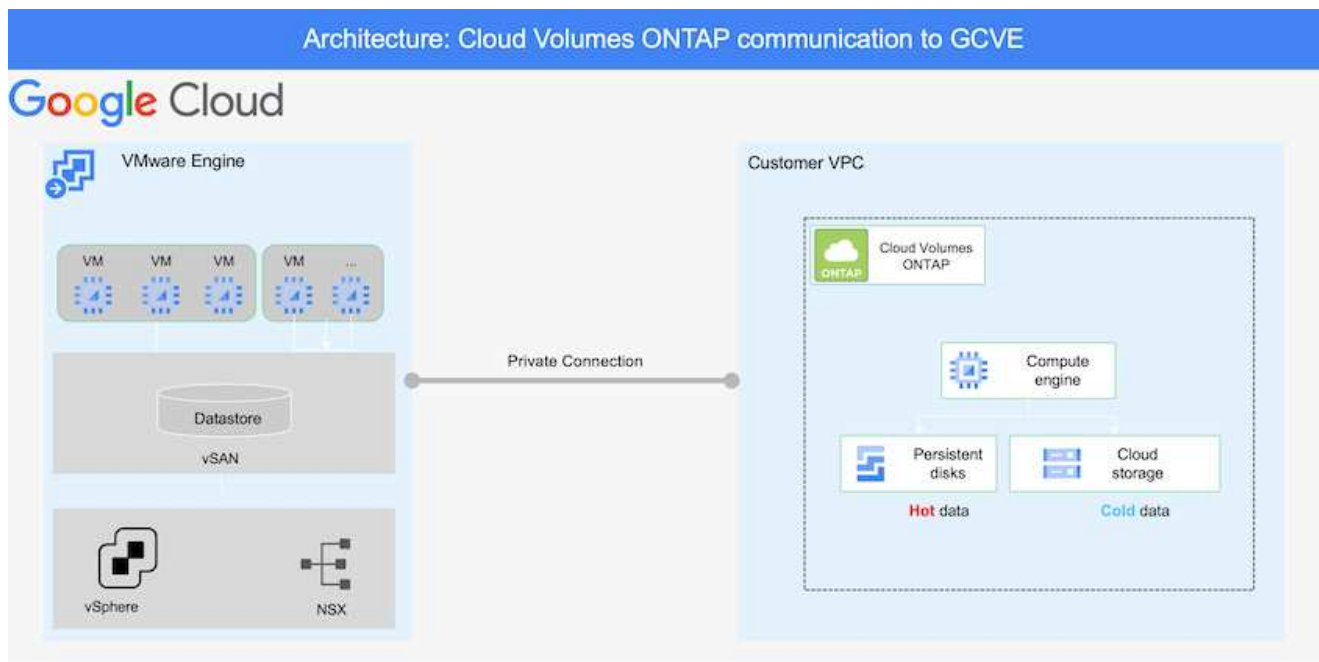 Architecture: Cloud Volumes ONTAP communication to GCVE
Google Cloud
VMware Engine
VM
VM
VM
VM
...
Datastore
vSAN
vSphere
NSX
Private Connection
Customer VPC
ONTAP
Cloud Volumes
ONTAP
Compute
engine
Persistent
disks
Cloud
storage
Hot data
Cold data